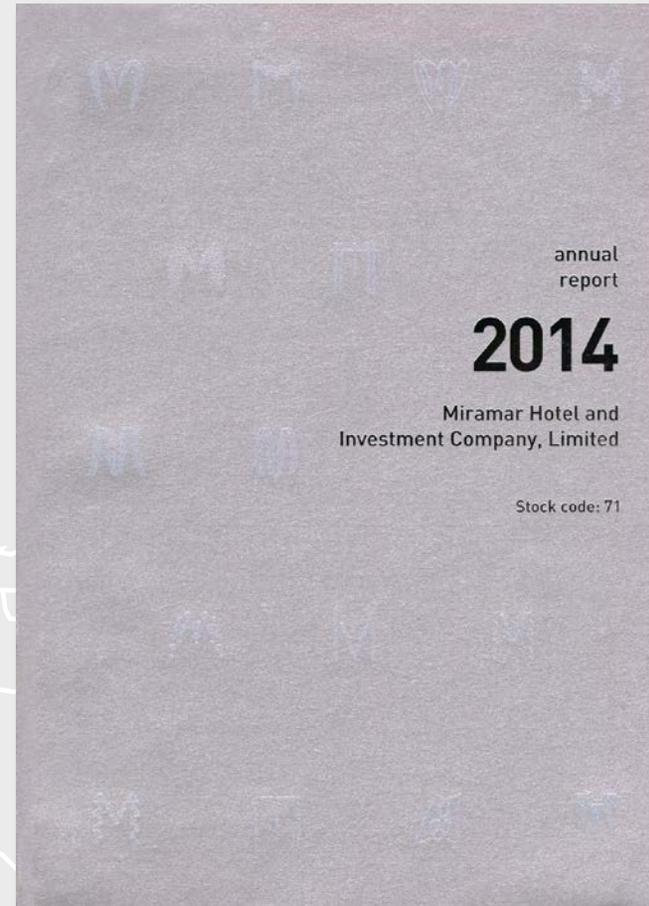 annual
report
2014
Miramar Hotel and
Investment Company, Limited
Stock code: 71